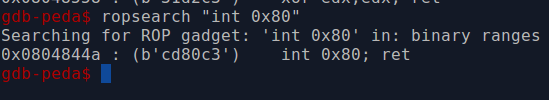 gdb-peda$ ropsearch "int 0x80"
Searching for ROP gadget: 'int 0x80' in: binary ranges
0x0804844a : (b'cd80c3')    int 0x80; ret
gdb-peda$